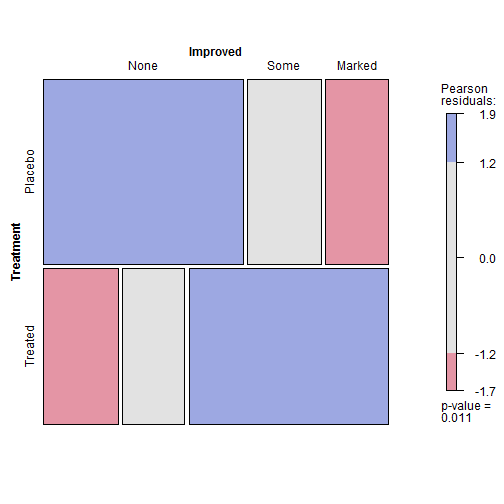 Improved
None Some Marked
Treatment
Placebo
Treated
Pearson
residuals:
1.9
1.2
0.0
-1.2
-1.7
p-value =
0.011